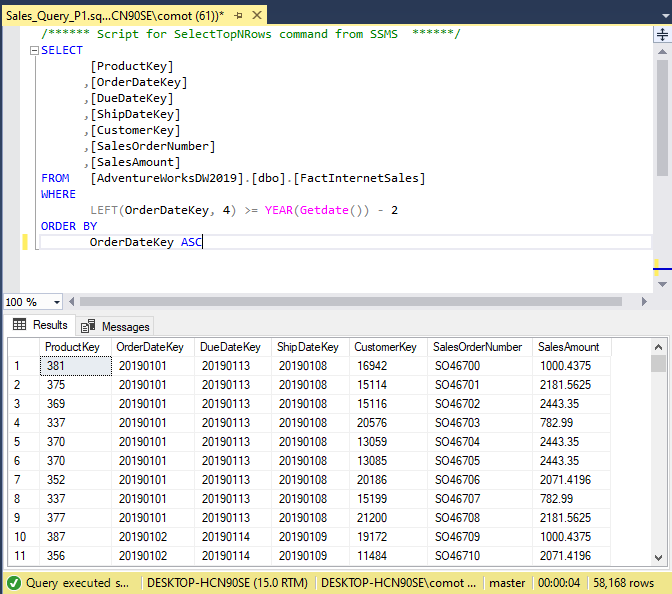 Sales_Query_P1.sq...CN90SE\comot (61))*
/****** Script for SelectTopNRows command from SSMS  ******/
SELECT
[ProductKey]
,[OrderDateKey]
,[DueDateKey]
,[ShipDateKey]
,[CustomerKey]
,[SalesOrderNumber]
,[SalesAmount]
FROM   [AdventureWorksDW2019].[dbo].[FactInternetSales]
WHERE
LEFT(OrderDateKey, 4) >= YEAR(Getdate()) - 2
ORDER BY
OrderDateKey ASC
100 %
Results Messages
ProductKey OrderDateKey DueDateKey ShipDateKey CustomerKey SalesOrderNumber SalesAmount
1 381 20190101 20190113 20190108 16942 SO46700 1000.4375
2 375 20190101 20190113 20190108 15114 SO46701 2181.5625
3 369 20190101 20190113 20190108 15116 SO46702 2443.35
4 337 20190101 20190113 20190108 20576 SO46703 782.99
5 370 20190101 20190113 20190108 13059 SO46704 2443.35
6 370 20190101 20190113 20190108 13085 SO46705 2443.35
7 352 20190101 20190113 20190108 20186 SO46706 2071.4196
8 337 20190101 20190113 20190108 15199 SO46707 782.99
9 377 20190101 20190113 20190108 21200 SO46708 2181.5625
10 387 20190102 20190114 20190109 19172 SO46709 1000.4375
11 356 20190102 20190114 20190109 11484 SO46710 2071.4196
Query executed s... DESKTOP-HCN90SE (15.0 RTM) DESKTOP-HCN90SE\comot ... master 00:00:04 58,168 rows